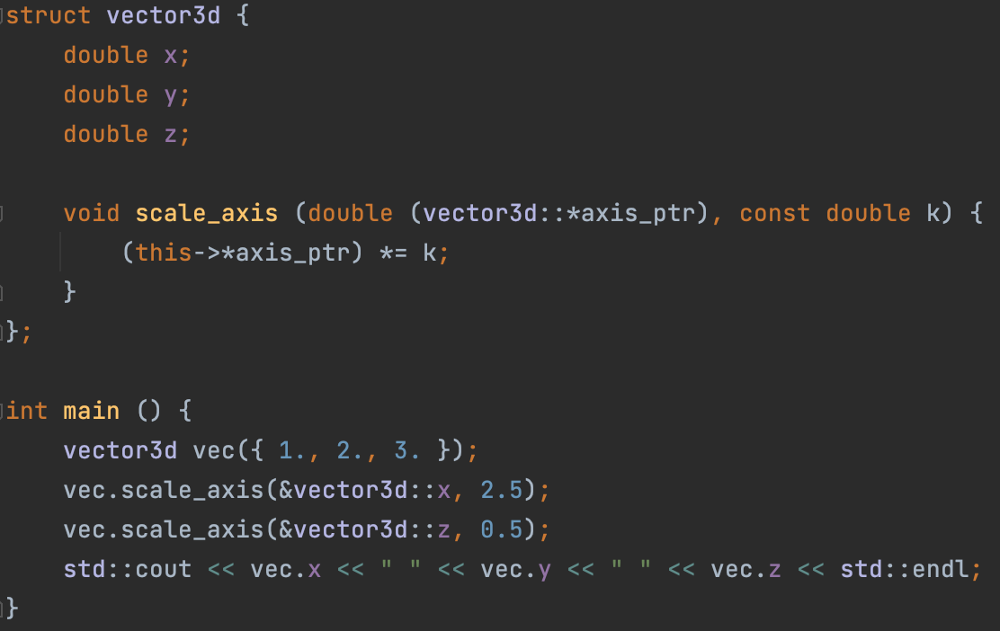 struct vector3d {
    double x;
    double y;
    double z;

    void scale_axis (double (vector3d::*axis_ptr), const double k) {
        (this->*axis_ptr) *= k;
    }
};

int main () {
    vector3d vec({ 1., 2., 3. });
    vec.scale_axis(&vector3d::x, 2.5);
    vec.scale_axis(&vector3d::z, 0.5);
    std::cout << vec.x << " " << vec.y << " " << vec.z << std::endl;
}